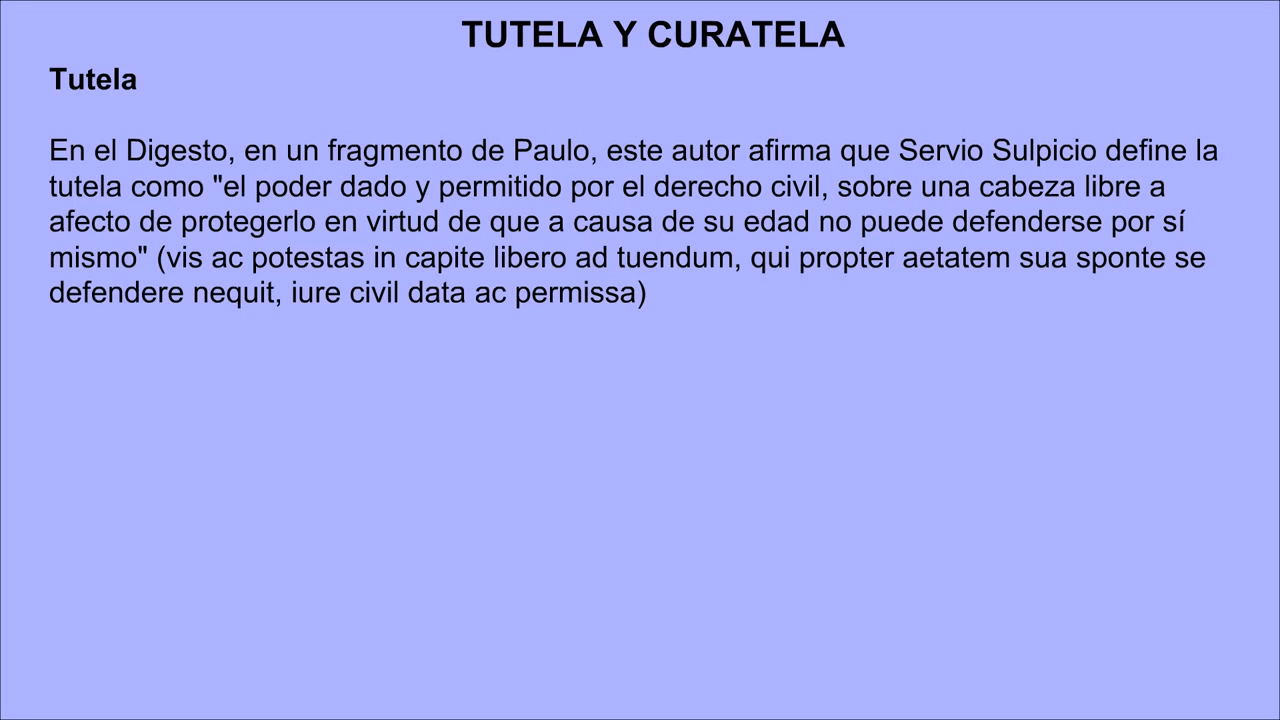 TUTELA Y CURATELA
Tutela
En el Digesto, en un fragmento de Paulo, este autor afirma que Servio Sulpicio define la
tutela como "el poder dado y permitido por el derecho civil, sobre una cabeza libre a
afecto de protegerlo en virtud de que a causa de su edad no puede defenderse por sí
mismo" (vis ac potestas in capite libero ad tuendum, qui propter aetatem sua sponte se
defendere nequit, iure civil data ac permissa)